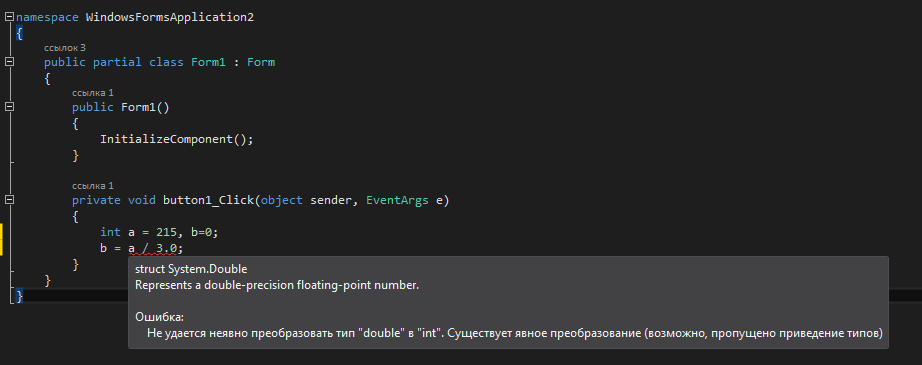 namespace WindowsFormsApplication2
{
ссылок 3
public partial class Form1 : Form
{
ссылка 1
public Form1()
{
InitializeComponent();
}
ссылка 1
private void button1_Click(object sender, EventArgs e)
{
int a = 215, b=0;
b = a / 3.0;
}
}
}
struct System.Double
Represents a double-precision floating-point number.
Ошибка:
Не удается неявно преобразовать тип "double" в "int". Существует явное преобразование (возможно, пропущено приведение типов)